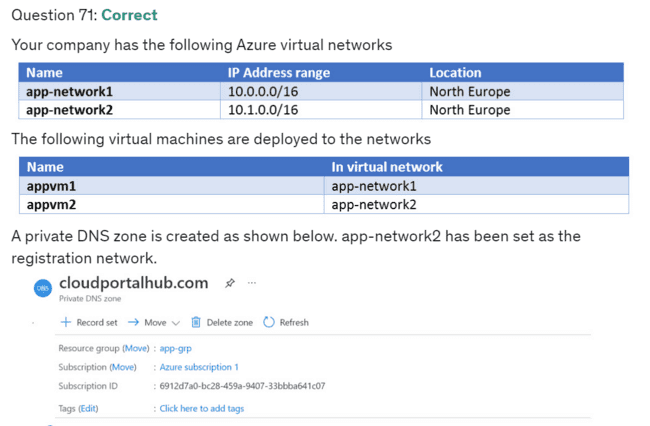 Question 71: Correct
Your company has the following Azure virtual networks
Name IP Address range Location
app-network1 10.0.0.0/16 North Europe
app-network2 10.1.0.0/16 North Europe
The following virtual machines are deployed to the networks
Name In virtual network
appvm1 app-network1
appvm2 app-network2
A private DNS zone is created as shown below. app-network2 has been set as the
registration network.
DNS cloudportalhub.com ...
Private DNS zone
+ Record set → Move Delete zone Refresh
Resource group (Move) : app-grp
Subscription (Move) : Azure subscription 1
Subscription ID : 6912d7a0-bc28-459a-9407-33bbba641c07
Tags (Edit) : Click here to add tags